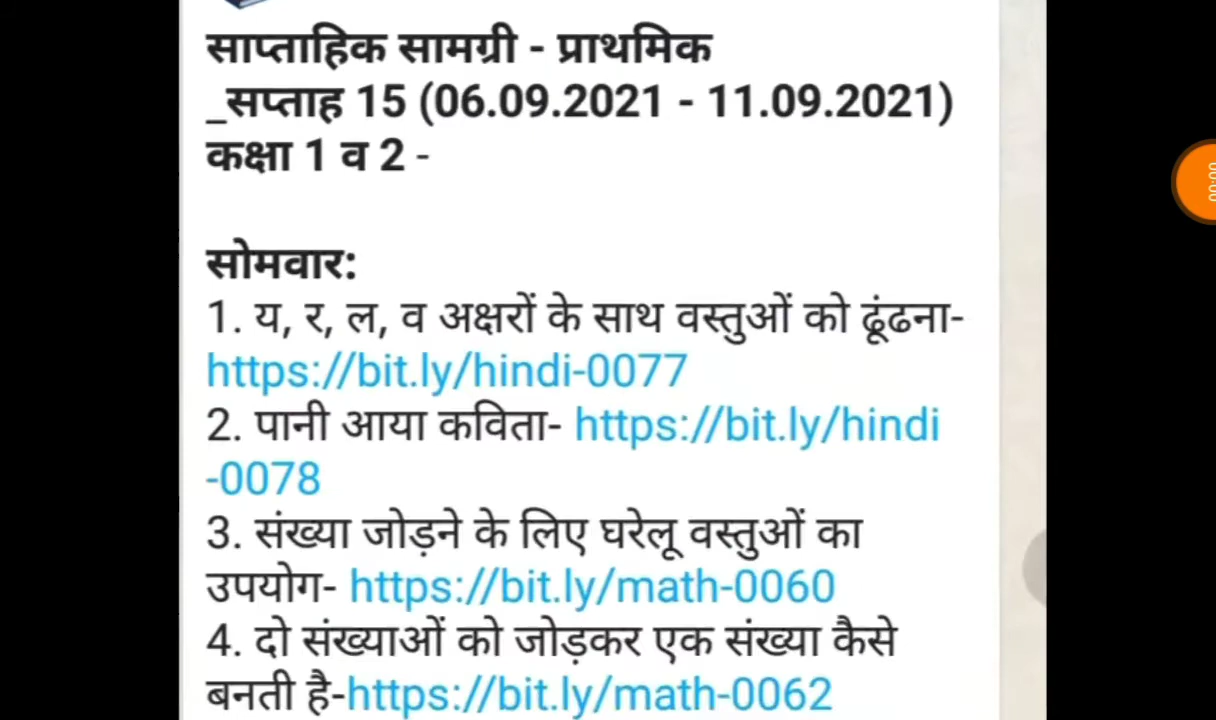 साप्ताहिक सामग्री - प्राथमिक
_सप्ताह 15 (06.09.2021 - 11.09.2021)
कक्षा 1 व 2 -
सोमवार:
1. य, र, ल, व अक्षरों के साथ वस्तुओं को ढूंढना-
https://bit.ly/hindi-0077
2. पानी आया कविता- https://bit.ly/hindi
-0078
3. संख्या जोड़ने के लिए घरेलू वस्तुओं का
उपयोग- https://bit.ly/math-0060
4. दो संख्याओं को जोड़कर एक संख्या कैसे
बनती है-https://bit.ly/math-0062
00:00